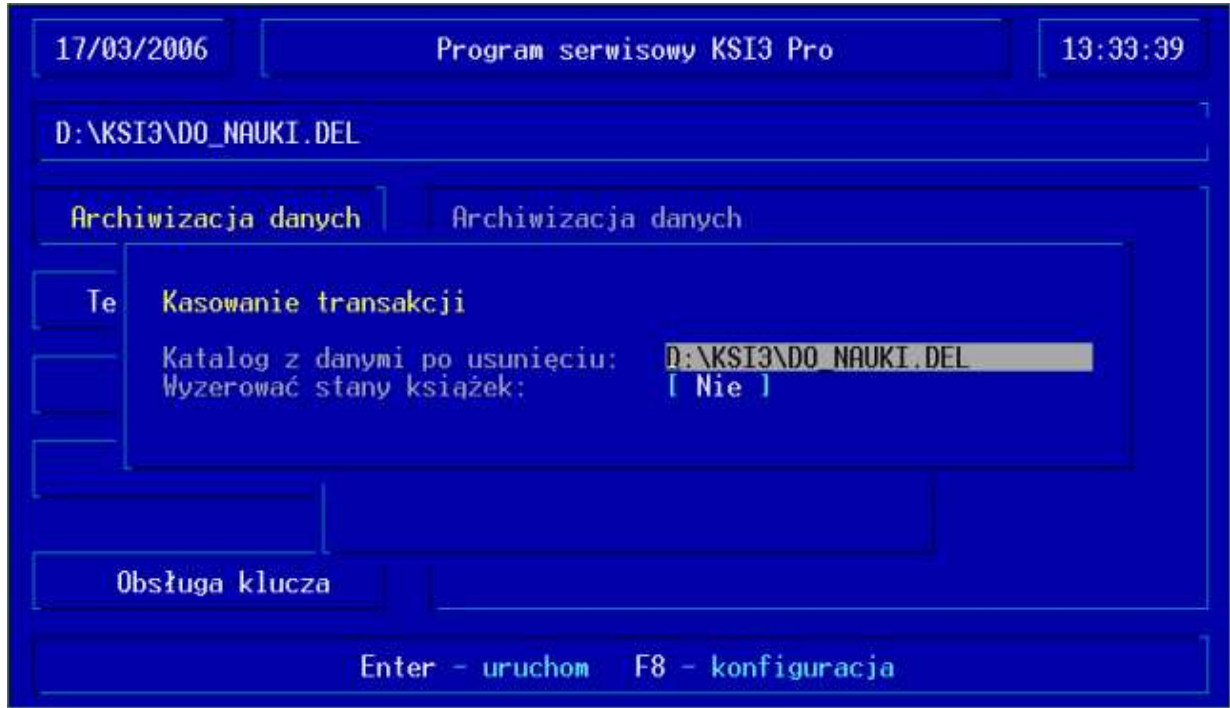 17/03/2006 Program serwisowy KSI3 Pro 13:33:39
D:\KSI3\DO_NAUKI.DEL
Archiwizacja danych Archiwizacja danych
Te Kasowanie transakcji
Katalog z danymi po usunięciu: D:\KSI3\DO_NAUKI.DEL
Wyzerować stany książek: [ Nie ]
Obsługa klucza
Enter - uruchom F8 - konfiguracja